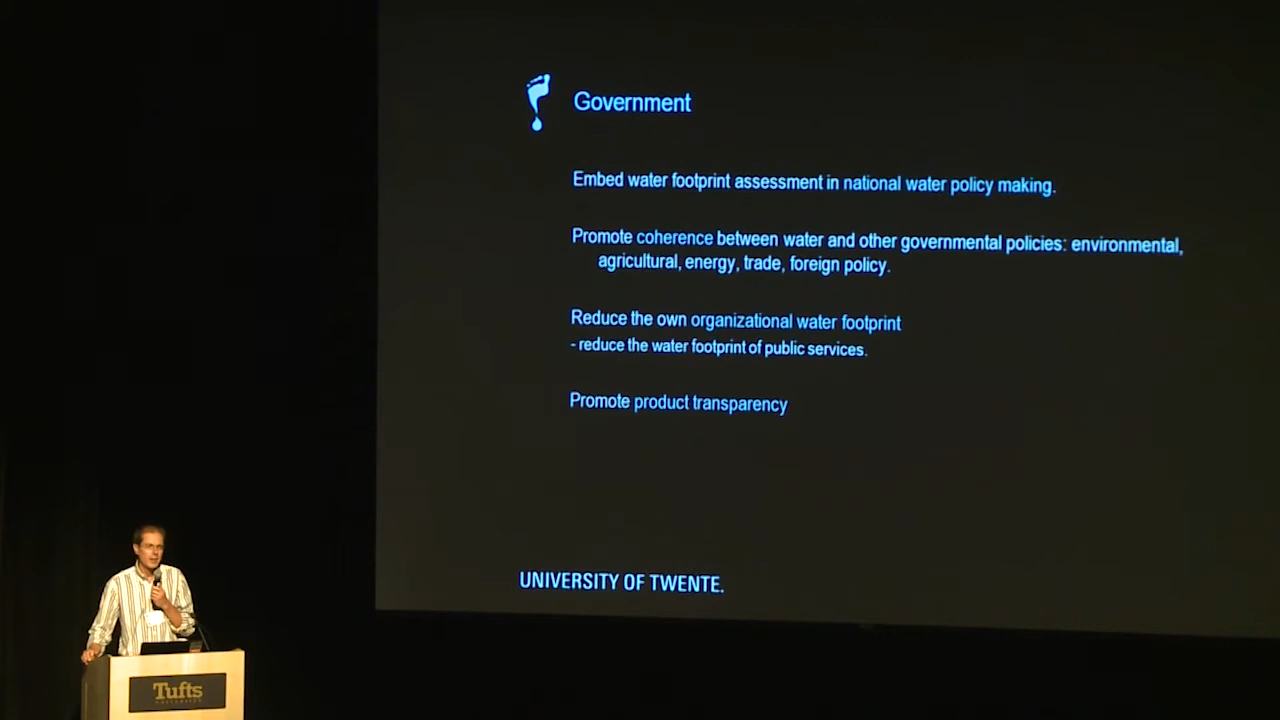 Government
Embed water footprint assessment in national water policy making.
Promote coherence between water and other governmental policies: environmental,
agricultural, energy, trade, foreign policy.
Reduce the own organizational water footprint
- reduce the water footprint of public services.
Promote product transparency
UNIVERSITY OF TWENTE.
Tufts